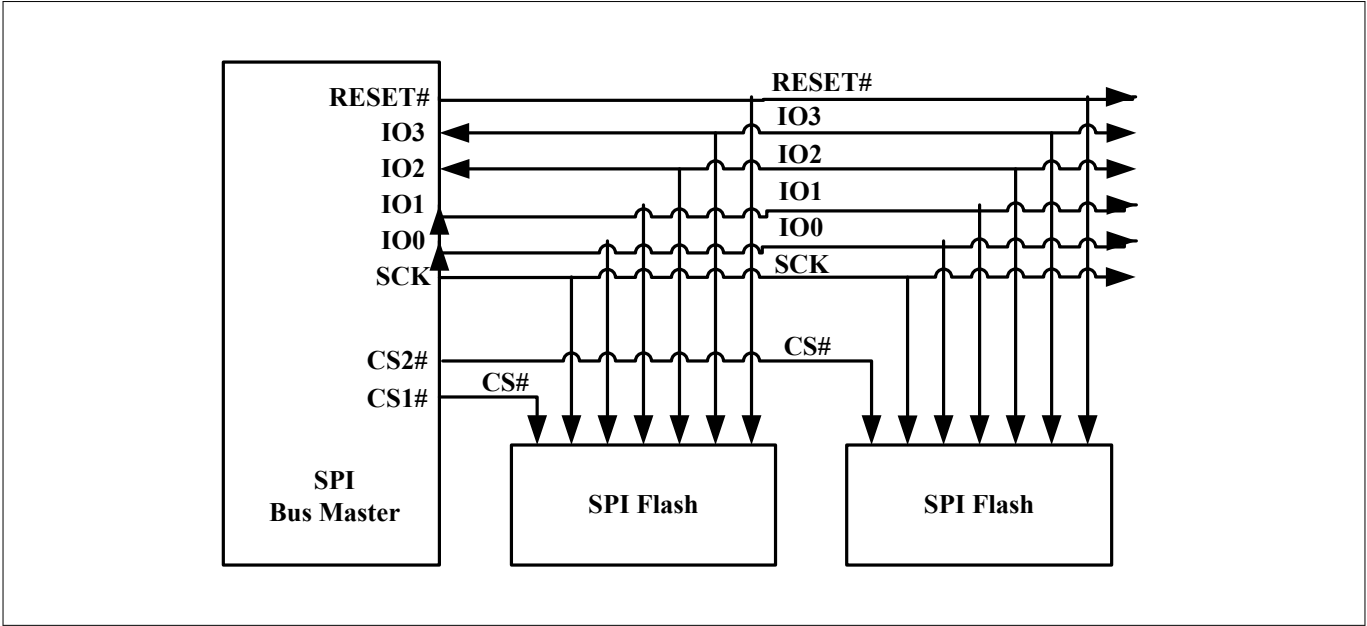 RESET#
RESET#
IO3
IO3
IO2
IO2
IO1
IO1
IO0
IO0
SCK
SCK
CS2#
CS#
CS1#
CS#
SPI
Bus Master
SPI Flash
SPI Flash